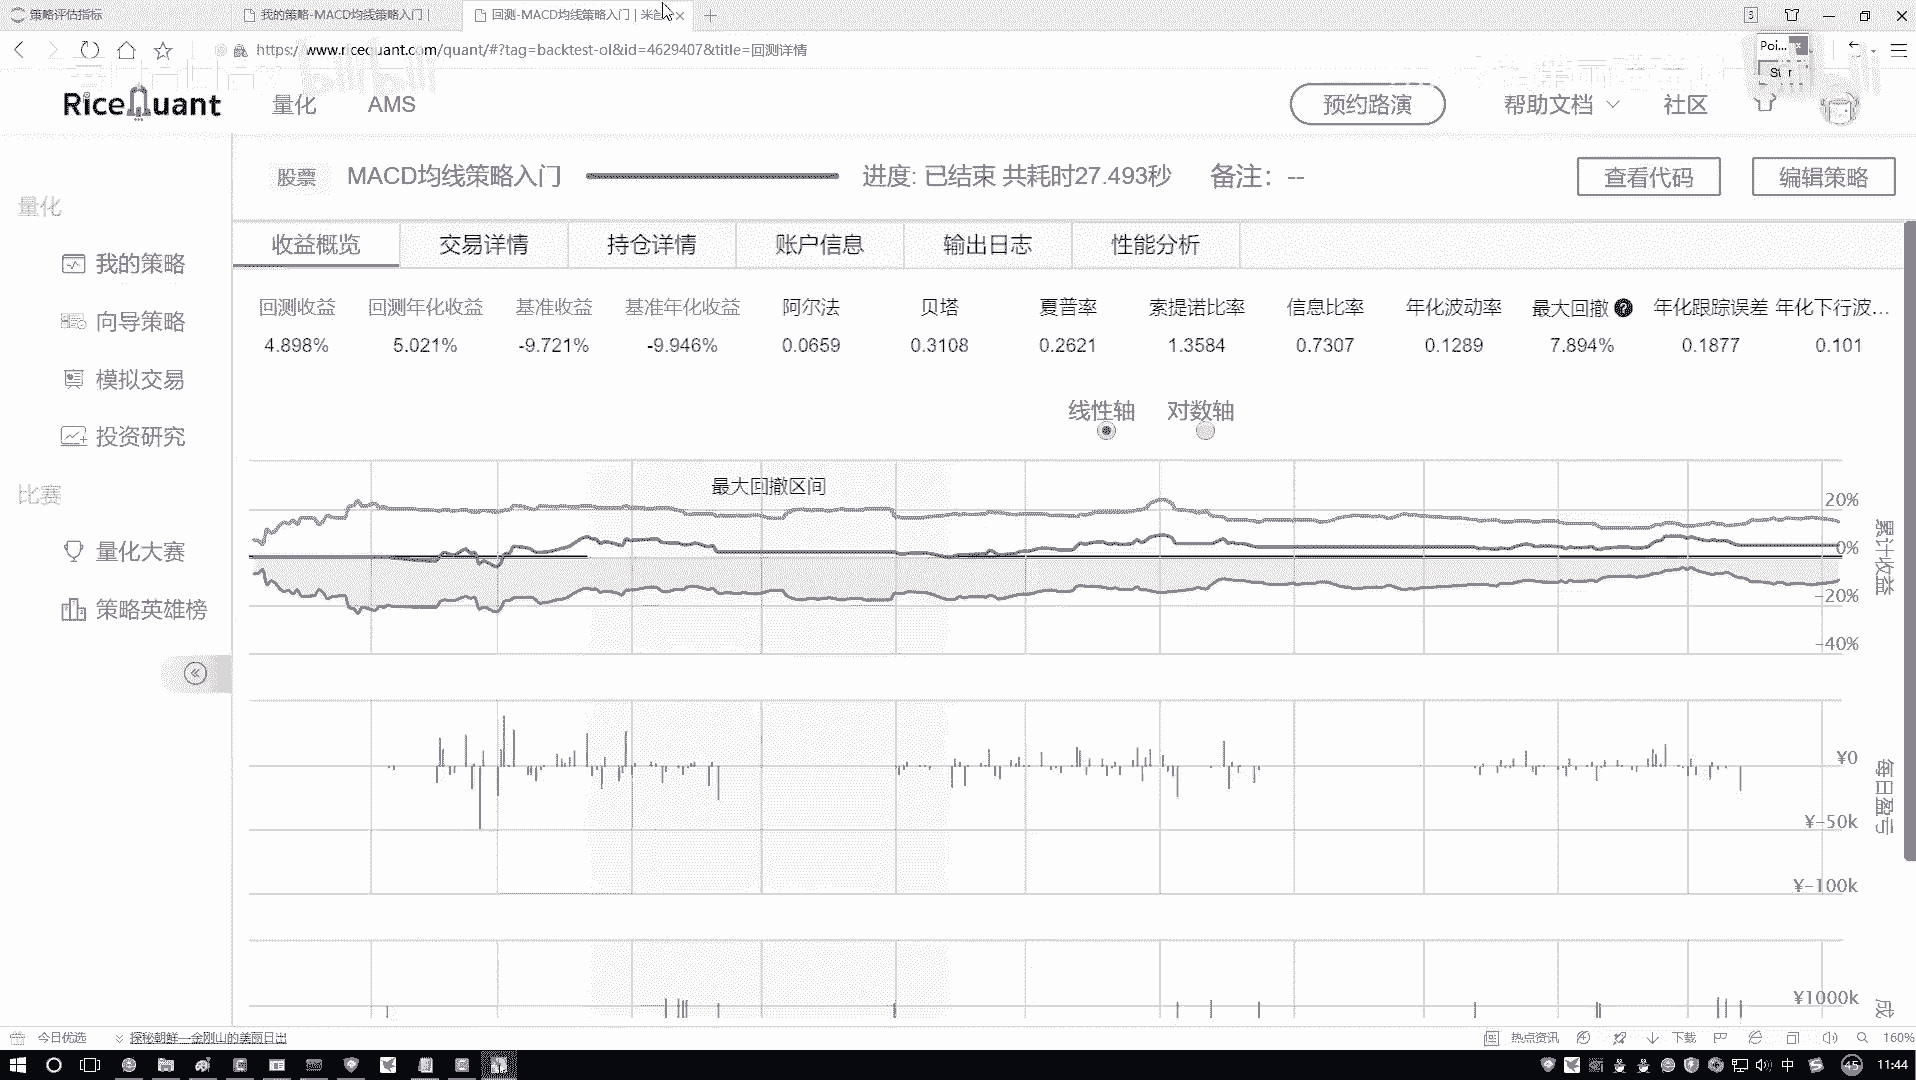 策略评估指标
我的策略-MACD均线策略入门 |
回测-MACD均线策略入门 | 米
https://www.ricequant.com/quant/#?tag=backtest-ol&id=4629407&title=回测详情
Poi...
RiceQuant
量化
AMS
预约路演
帮助文档
社区
股票
MACD均线策略入门
进度: 已结束 共耗时27.493秒
备注：--
查看代码
编辑策略
量化
我的策略
向导策略
模拟交易
投资研究
比赛
量化大赛
策略英雄榜
收益概览
交易详情
持仓详情
账户信息
输出日志
性能分析
回测收益 回测年化收益 基准收益 基准年化收益 阿尔法 贝塔 夏普率 索提诺比率 信息比率 年化波动率 最大回撤 年化跟踪误差 年化下行波...
4.898% 5.021% -9.721% -9.946% 0.0659 0.3108 0.2621 1.3584 0.7307 0.1289 7.894% 0.1877 0.101
线性轴 对数轴
最大回撤区间
20%
0%
-20%
-40%
累计收益
¥0
¥-50k
¥-100k
每日盈亏
¥1000k
成
今日优选
探秘朝鲜—金刚山的美丽日出
热点资讯
下载
160%
中
45
11:44